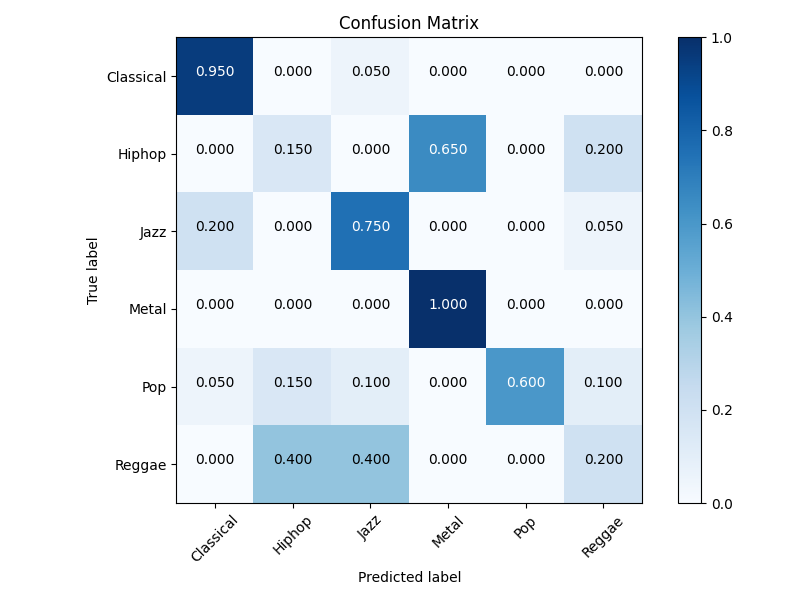 Confusion Matrix
True label
Classical 0.950 0.000 0.050 0.000 0.000 0.000
Hiphop 0.000 0.150 0.000 0.650 0.000 0.200
Jazz 0.200 0.000 0.750 0.000 0.000 0.050
Metal 0.000 0.000 0.000 1.000 0.000 0.000
Pop 0.050 0.150 0.100 0.000 0.600 0.100
Reggae 0.000 0.400 0.400 0.000 0.000 0.200
Classical Hiphop Jazz Metal Pop Reggae
Predicted label
1.0
0.8
0.6
0.4
0.2
0.0